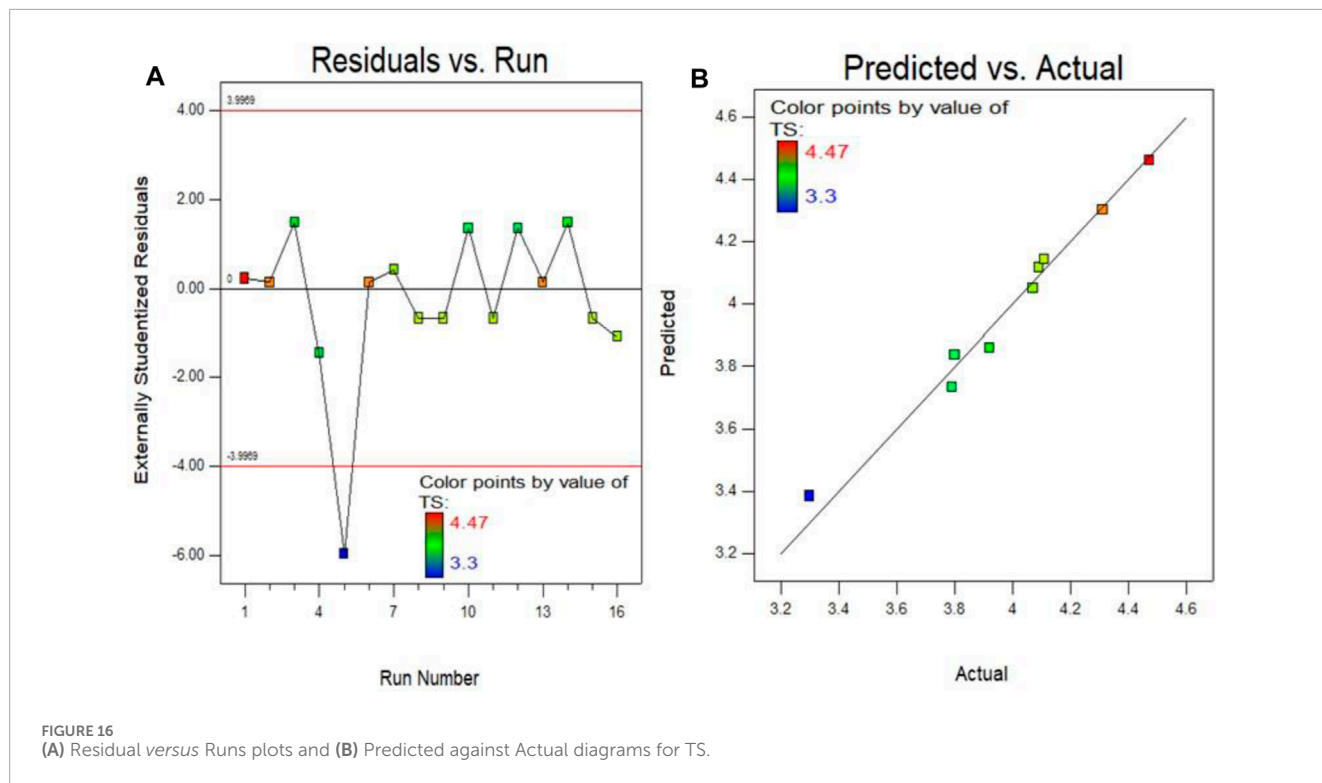 A
Residuals vs. Run
Externally Studentized Residuals
4.00
2.00
0.00
-2.00
-4.00
-6.00
3.9969
0
-3.9969
Color points by value of
TS:
4.47
3.3
1
4
7
10
13
16
Run Number
B
Predicted vs. Actual
Color points by value of
TS:
4.47
3.3
Predicted
4.6
4.4
4.2
4
3.8
3.6
3.4
3.2
3.2
3.4
3.6
3.8
4
4.2
4.4
4.6
Actual
FIGURE 16
(A) Residual versus Runs plots and (B) Predicted against Actual diagrams for TS.